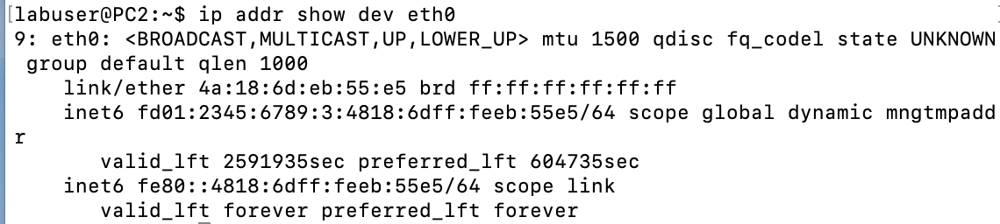 [labuser@PC2:~$ ip addr show dev eth0
9: eth0: <BROADCAST,MULTICAST,UP,LOWER_UP> mtu 1500 qdisc fq_codel state UNKNOWN
group default qlen 1000
link/ether 4a:18:6d:eb:55:e5 brd ff:ff:ff:ff:ff:ff
inet6 fd01:2345:6789:3:4818:6dff:feeb:55e5/64 scope global dynamic mngtmpadd
r
valid_lft 2591935sec preferred_lft 604735sec
inet6 fe80::4818:6dff:feeb:55e5/64 scope link
valid_lft forever preferred_lft forever